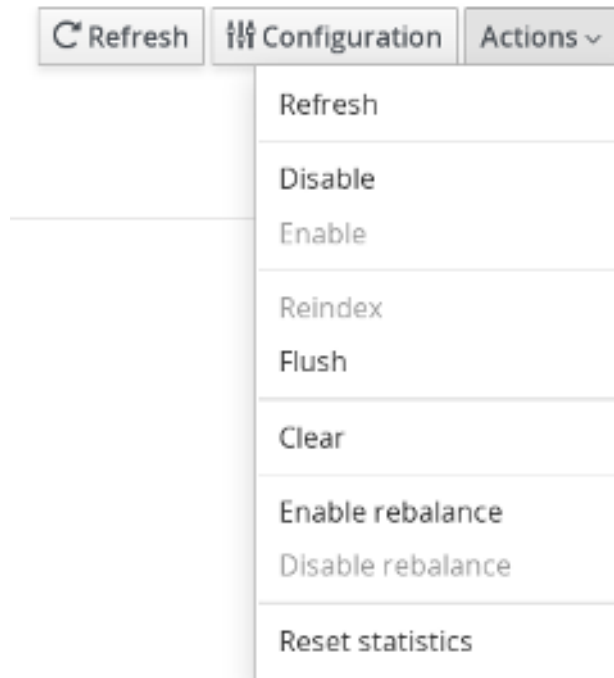 Refresh Configuration Actions
Refresh
Disable
Enable
Reindex
Flush
Clear
Enable rebalance
Disable rebalance
Reset statistics